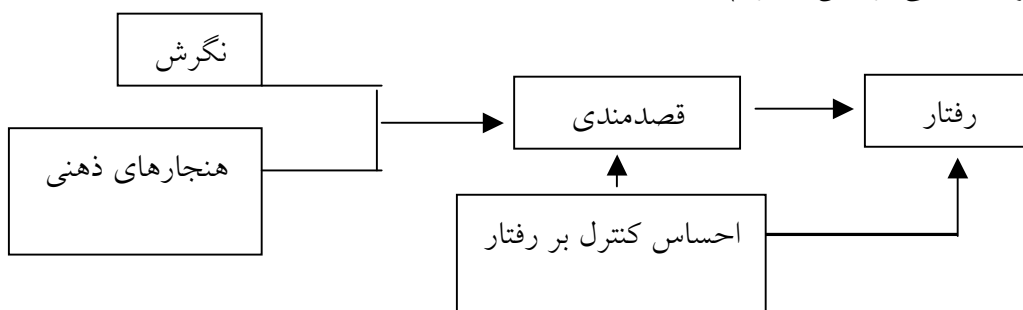 نگرش
هنجارهای ذهنی
قصدمندی
رفتار
احساس کنترل بر رفتار